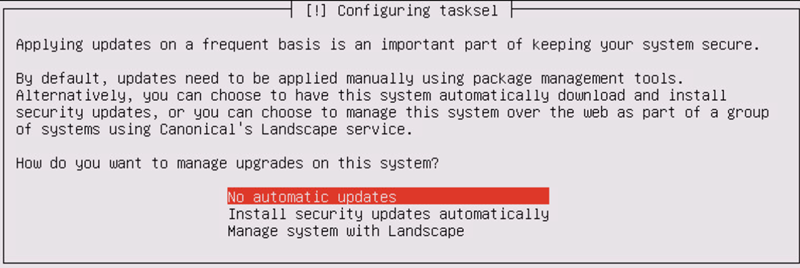 [!] Configuring tasksel
Applying updates on a frequent basis is an important part of keeping your system secure.
By default, updates need to be applied manually using package management tools.
Alternatively, you can choose to have this system automatically download and install
security updates, or you can choose to manage this system over the web as part of a group
of systems using Canonical's Landscape service.
How do you want to manage upgrades on this system?
No automatic updates
Install security updates automatically
Manage system with Landscape